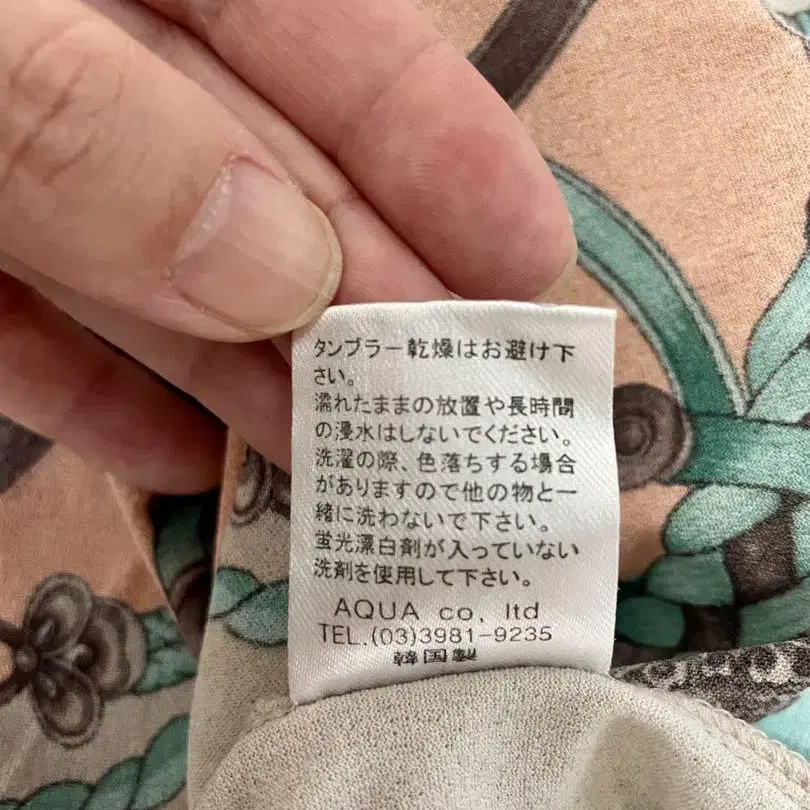 タンブラー乾燥はお避け下
さい。
濡れたままの放置や長時間
の浸水はしないでください。
洗濯の際、色落ちする場合
がありますので他の物と一
緒に洗わないで下さい。
蛍光漂白剤が入っていない
洗剤を使用して下さい。
AQUA co, ltd
TEL.(03)3981-9235
韓国